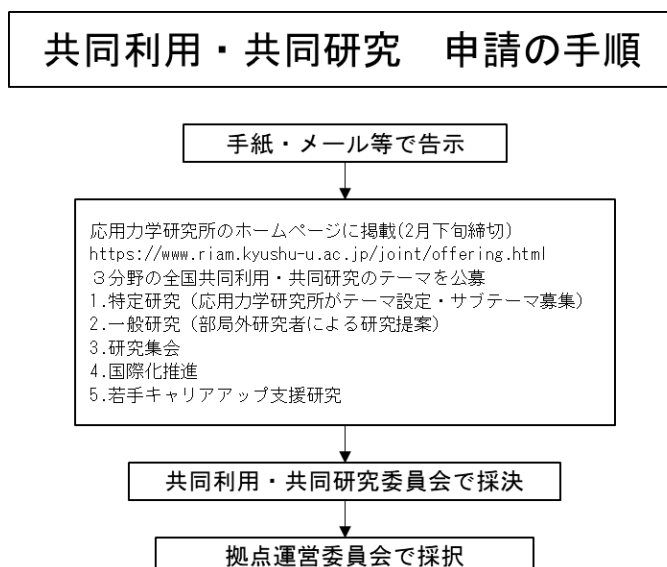 共同利用・共同研究　申請の手順
手紙・メール等で告示
応用力学研究所のホームページに掲載(2月下旬締切)
https://www.riam.kyushu-u.ac.jp/joint/offering.html
３分野の全国共同利用・共同研究のテーマを公募
1.特定研究（応用力学研究所がテーマ設定・サブテーマ募集）
2.一般研究（部局外研究者による研究提案）
3.研究集会
4.国際化推進
5.若手キャリアアップ支援研究
共同利用・共同研究委員会で採決
拠点運営委員会で採択